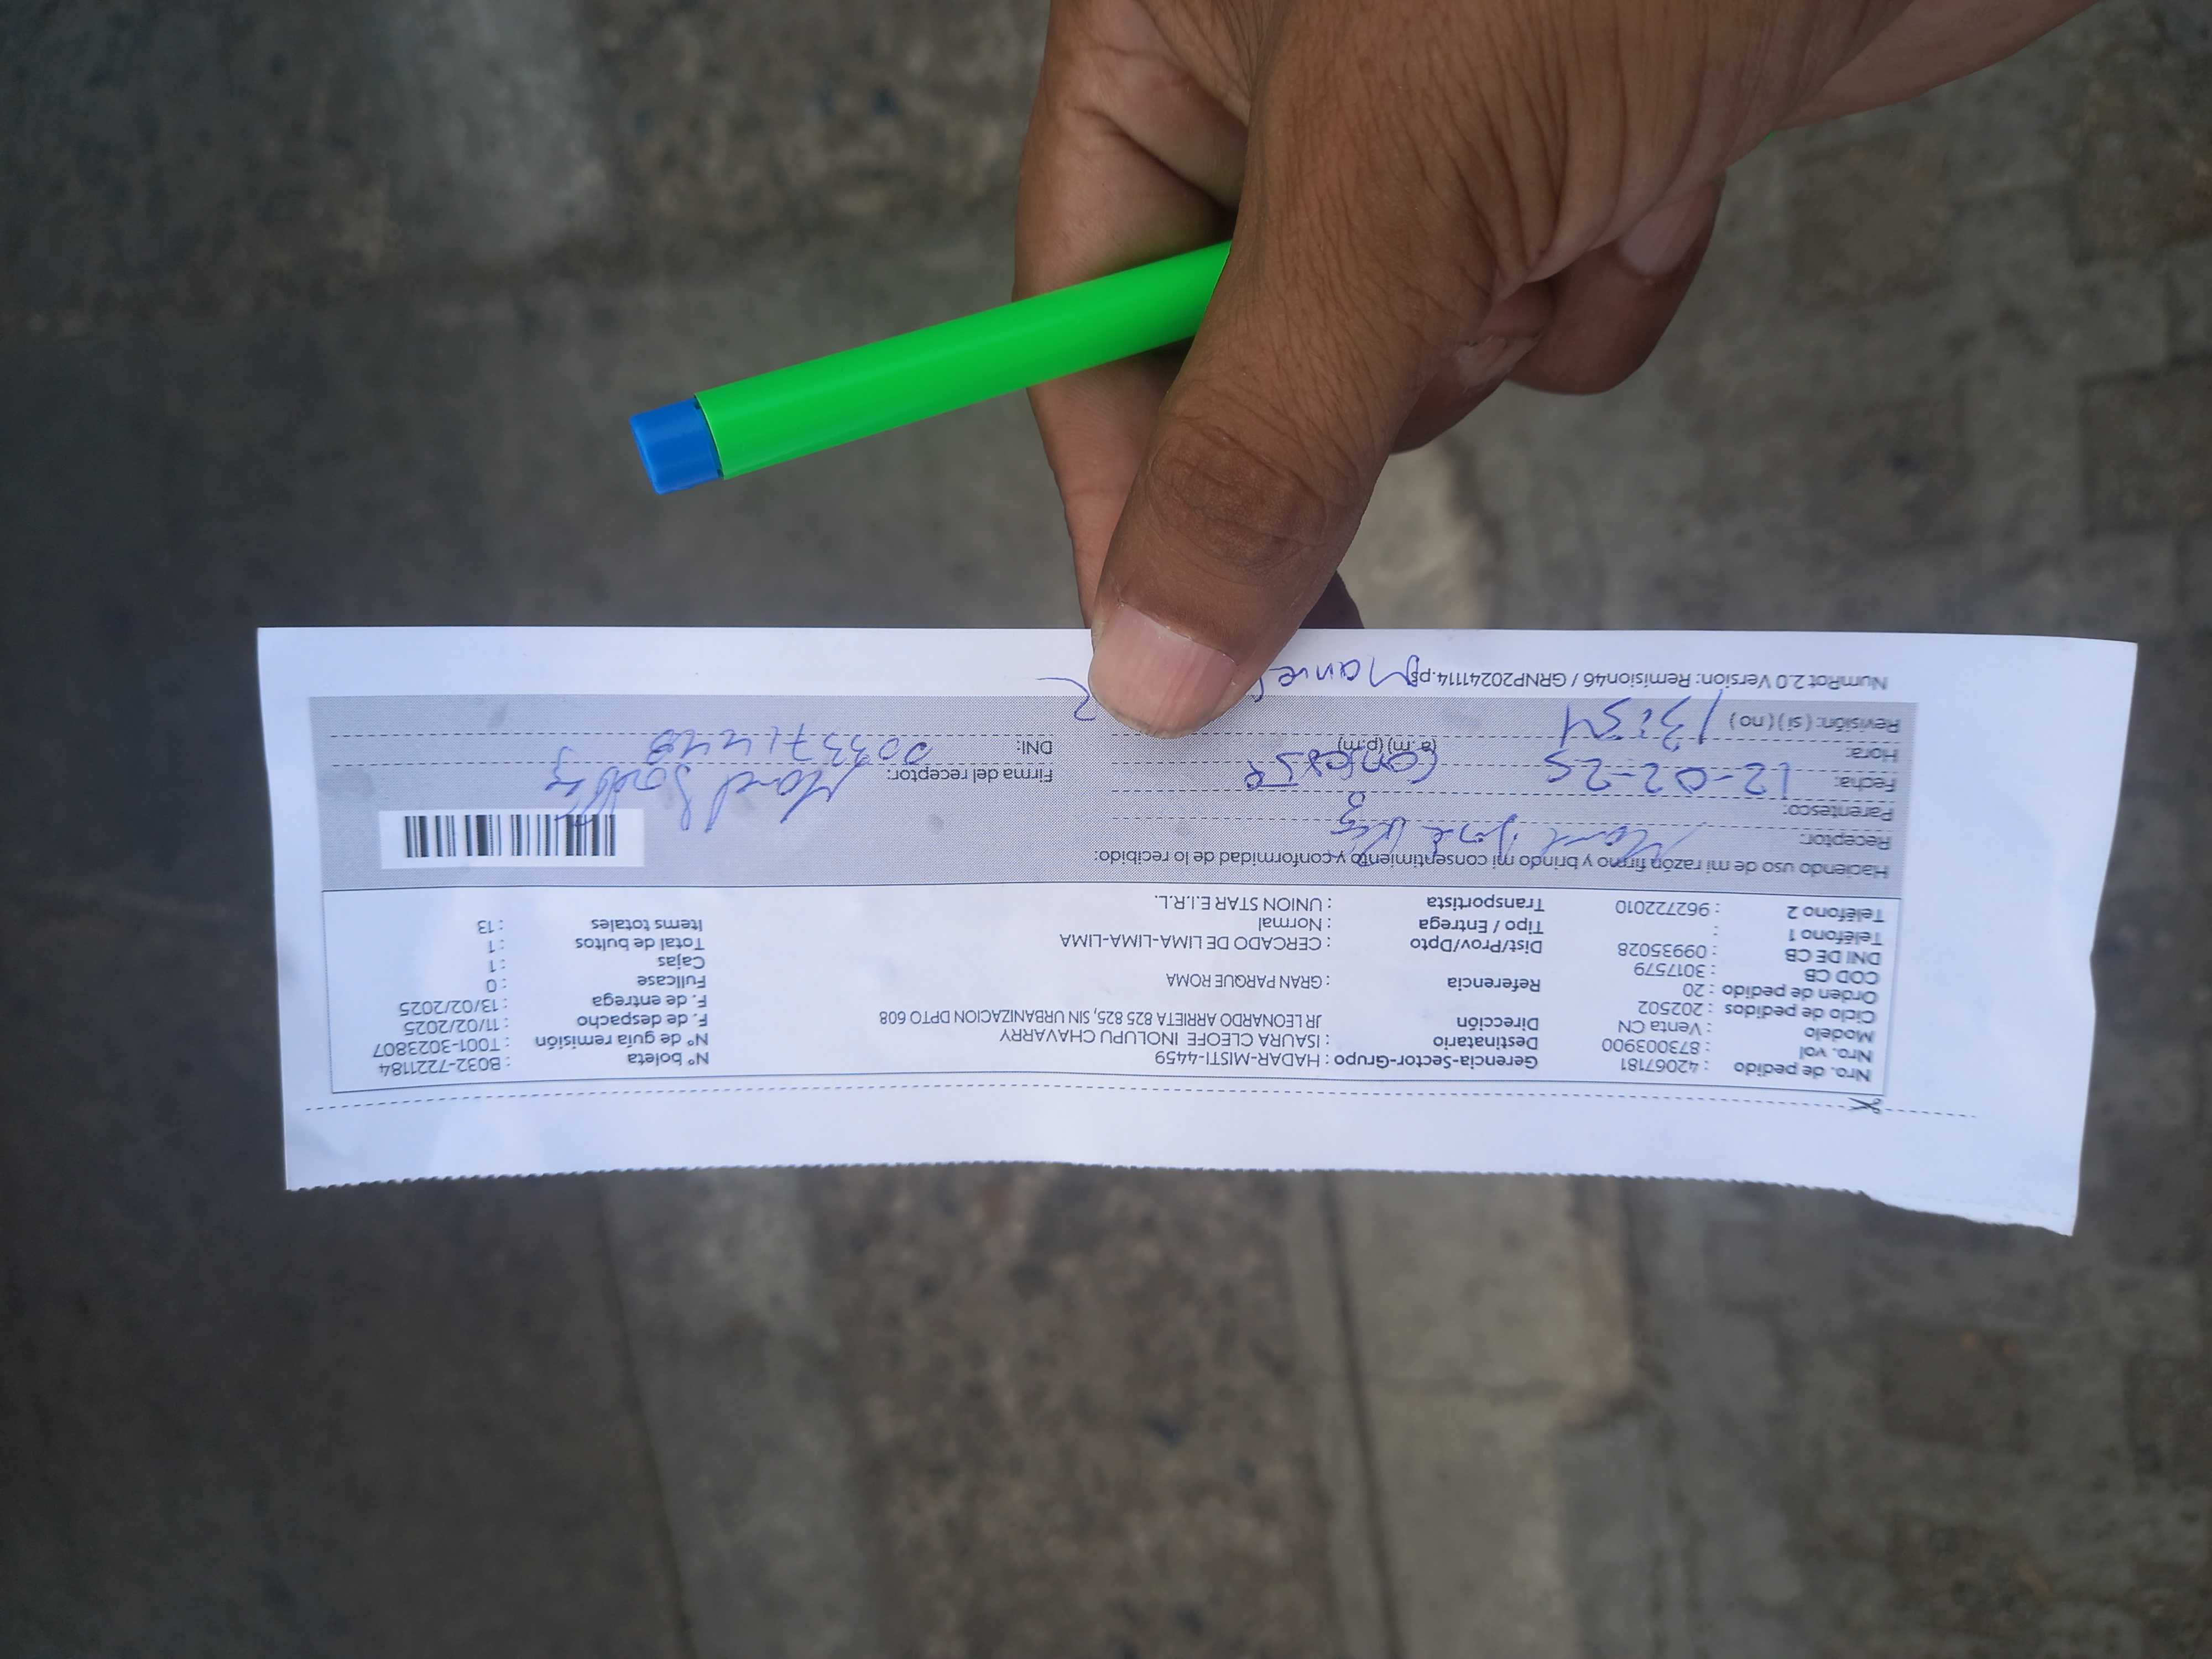 Nro. de pedido : 42067181 Gerencia-Sector-Grupo : HADAR-MISTI-4459 N° boleta : B032-7221184
Nro. vol : 873003900 Destinatario : ISAURA CLEOFE INOLUPU CHAVARRY N° de guía remisión : T001-3023807
Modelo : Venta CN Dirección JR LEONARDO ARRIETA 825 825, SIN URBANIZACION DPTO 608 F. de despacho : 11/02/2025
Ciclo de pedidos : 202502 F. de entrega : 13/02/2025
Orden de pedido : 20 Referencia : GRAN PARQUE ROMA Fullcase : 0
COD CB : 3017579 Cajas : 1
DNI DE CB : 09935028 Dist/Prov/Dpto : CERCADO DE LIMA-LIMA-LIMA Total de bultos : 1
Teléfono 1 : Tipo / Entrega : Normal Items totales : 13
Teléfono 2 : 962722010 Transportista : UNION STAR E.I.R.L.
Haciendo uso de mi razón firmo y brindo mi consentimiento y conformidad de lo recibido:
Receptor:
Parentesco:
Fecha: 12-02-25 Firma del receptor:
Hora: (a. m) (p.m) DNI:
Revisión: ( si ) ( no ) 13:54
NumRot 2.0 Version: Remision46 / GRNP20241114.ps Manuel